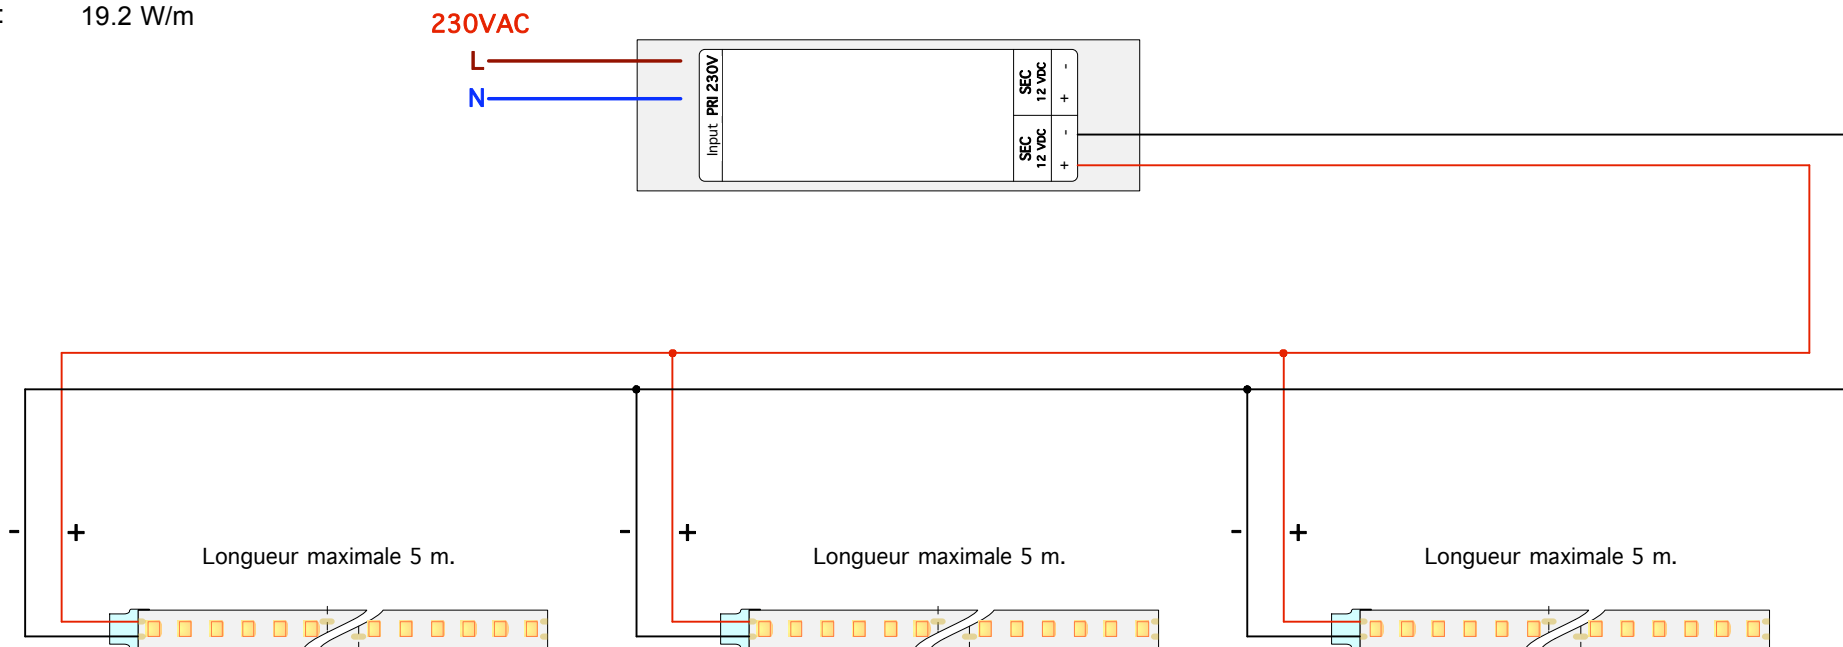 : 19.2 W/m
230VAC
L
N
Input PRI 230V
SEC
12 VDC
- +
SEC
12 VDC
- +
- + - + - +
Longueur maximale 5 m. Longueur maximale 5 m. Longueur maximale 5 m.